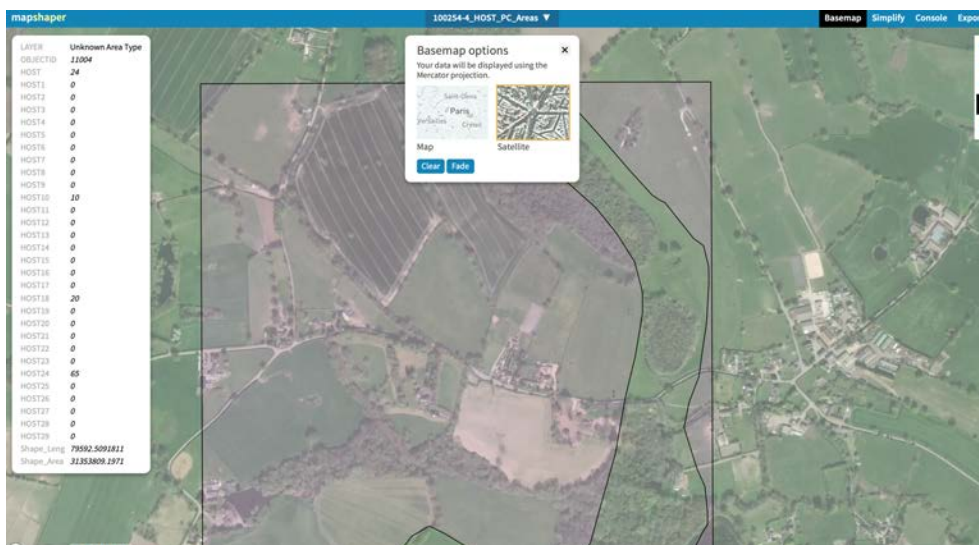 mapshaper
100254-4_HOST_PC_Areas ▼
Basemap Simplify Console Expor
LAYER Unknown Area Type
OBJECTID 11004
HOST 24
HOST1 0
HOST2 0
HOST3 0
HOST4 0
HOST5 0
HOST6 0
HOST7 0
HOST8 0
HOST9 0
HOST10 10
HOST11 0
HOST12 0
HOST13 0
HOST14 0
HOST15 0
HOST16 0
HOST17 0
HOST18 20
HOST19 0
HOST20 0
HOST21 0
HOST22 0
HOST23 0
HOST24 65
HOST25 0
HOST26 0
HOST27 0
HOST28 0
HOST29 0
Shape_Leng 79592.5091811
Shape_Area 31353809.1971
Basemap options ×
Your data will be displayed using the
Mercator projection.
Paris
Map Satellite
Clear Fade